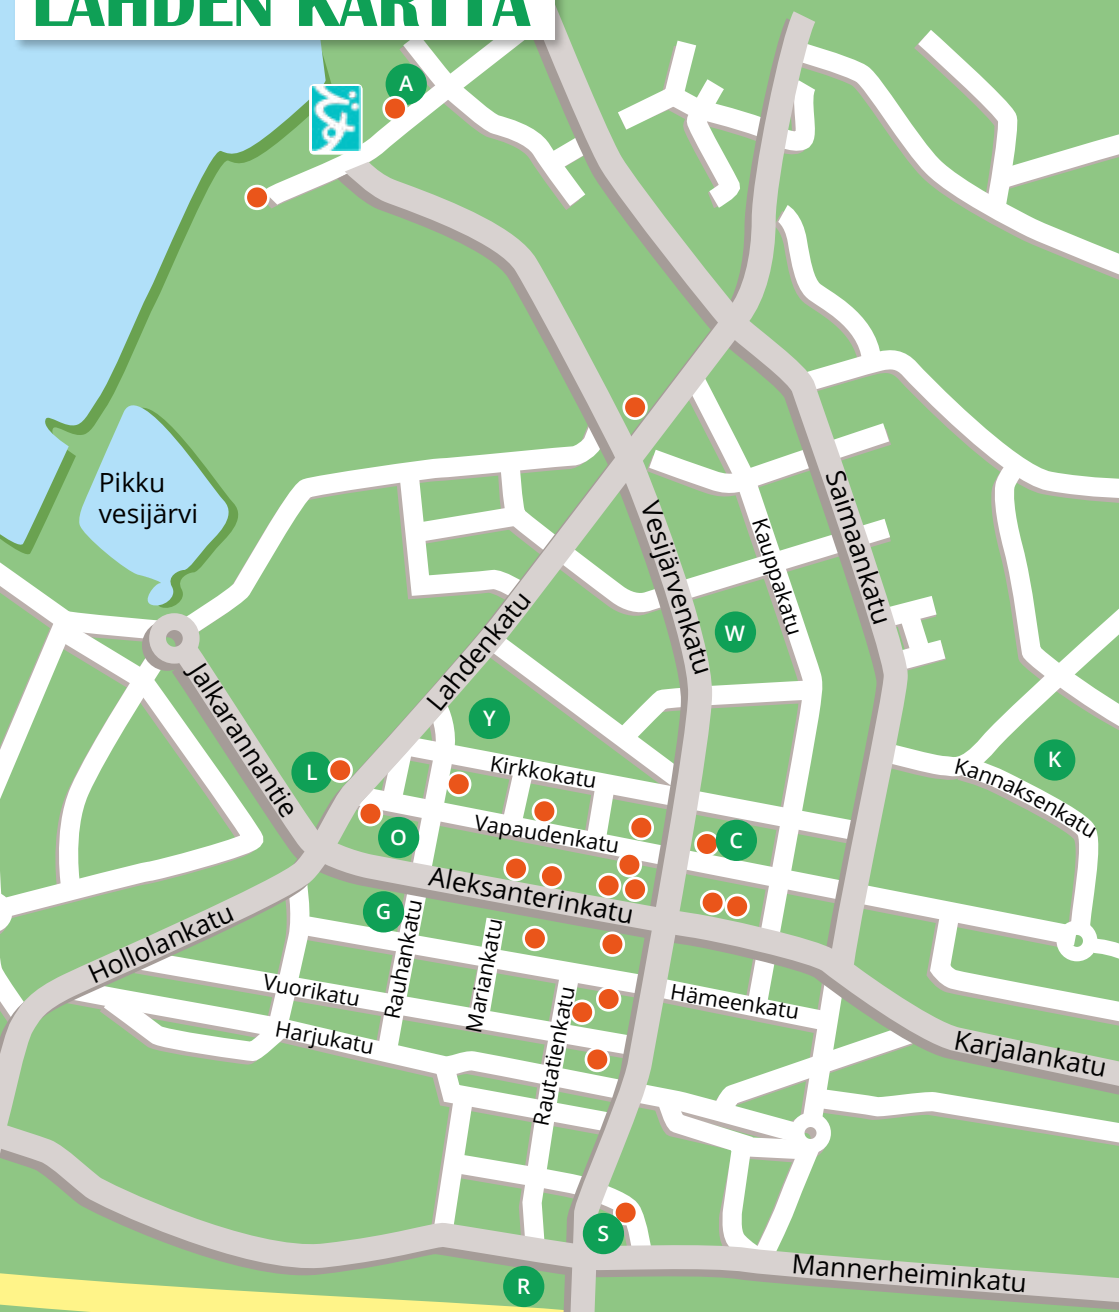 LAHDEN KARTTA
A
Pikku
vesijärvi
Saimaankatu
Vesijärvenkatu
Kauppakatu
Lahdenkatu
W
Jalkarannantie
Y
L
Kirkkokatu
K
Kannaksenkatu
Vapaudenkatu
O
C
Aleksanterinkatu
G
Hollolankatu
Rauhankatu
Mariankatu
Vuorikatu
Hämeenkatu
Rautatienkatu
Harjukatu
Karjalankatu
S
Mannerheiminkatu
R